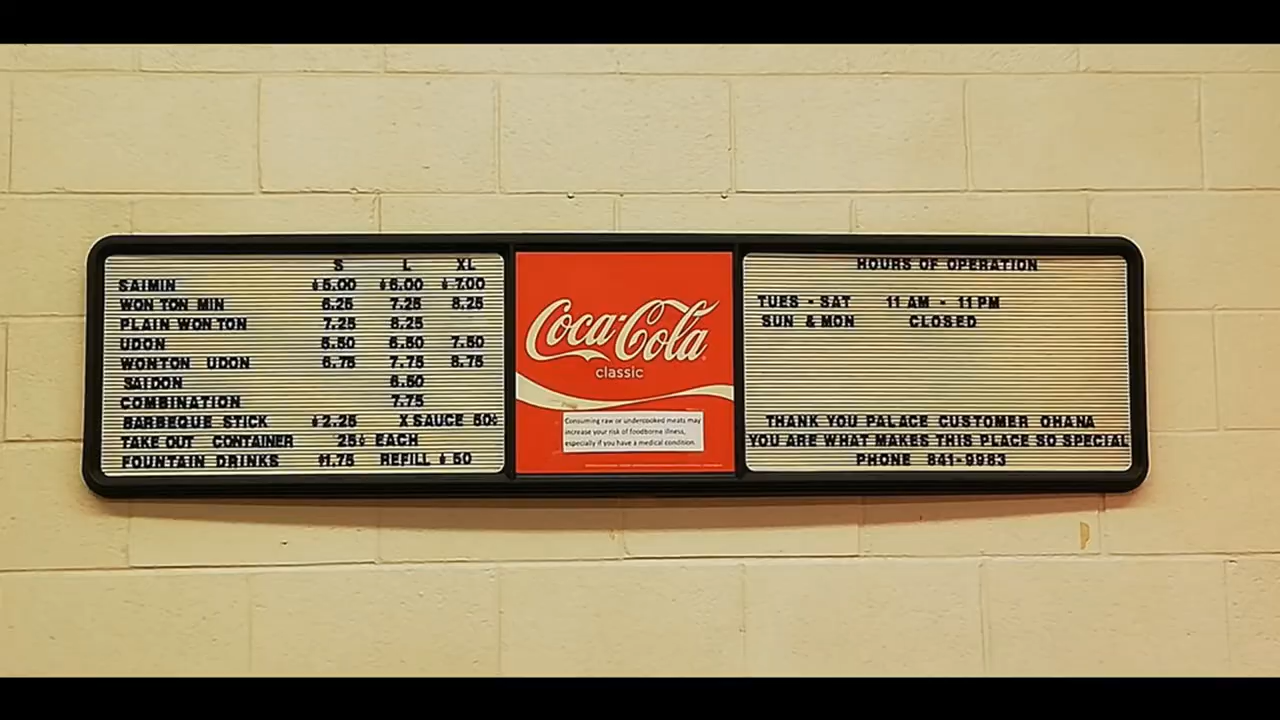 S L XL
SAIMIN $5.00 $6.00 $7.00
WON TON MIN 6.25 7.25 8.25
PLAIN WON TON 7.25 8.25
UDON 5.50 6.50 7.50
WONTON UDON 6.75 7.75 8.75
SAIDON 6.50
COMBINATION 7.75
BARBEQUE STICK $2.25 X SAUCE 50¢
TAKE OUT CONTAINER 25¢ EACH
FOUNTAIN DRINKS $1.75 REFILL $ 50
Coca-Cola
classic
Consuming raw or undercooked meats may
increase your risk of foodborne illness,
especially if you have a medical condition.
HOURS OF OPERATION
TUES - SAT 11 AM - 11 PM
SUN & MON CLOSED
THANK YOU PALACE CUSTOMER OHANA
YOU ARE WHAT MAKES THIS PLACE SO SPECIAL
PHONE 841-9983